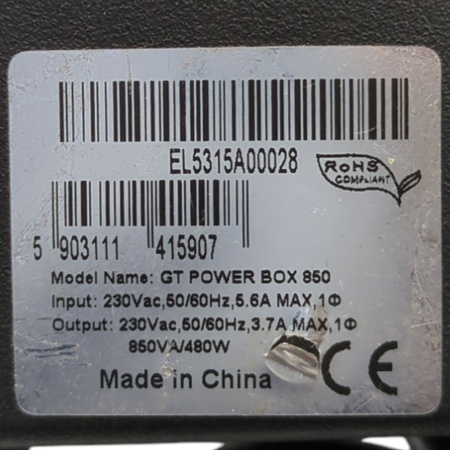 EL5315A00028
RoHS
COMPLIANT
5 903111 415907
Model Name: GT POWER BOX 850
Input: 230Vac,50/60Hz,5.6A MAX,1Φ
Output: 230Vac,50/60Hz,3.7A MAX,1Φ
850VA/480W
Made in China
CE